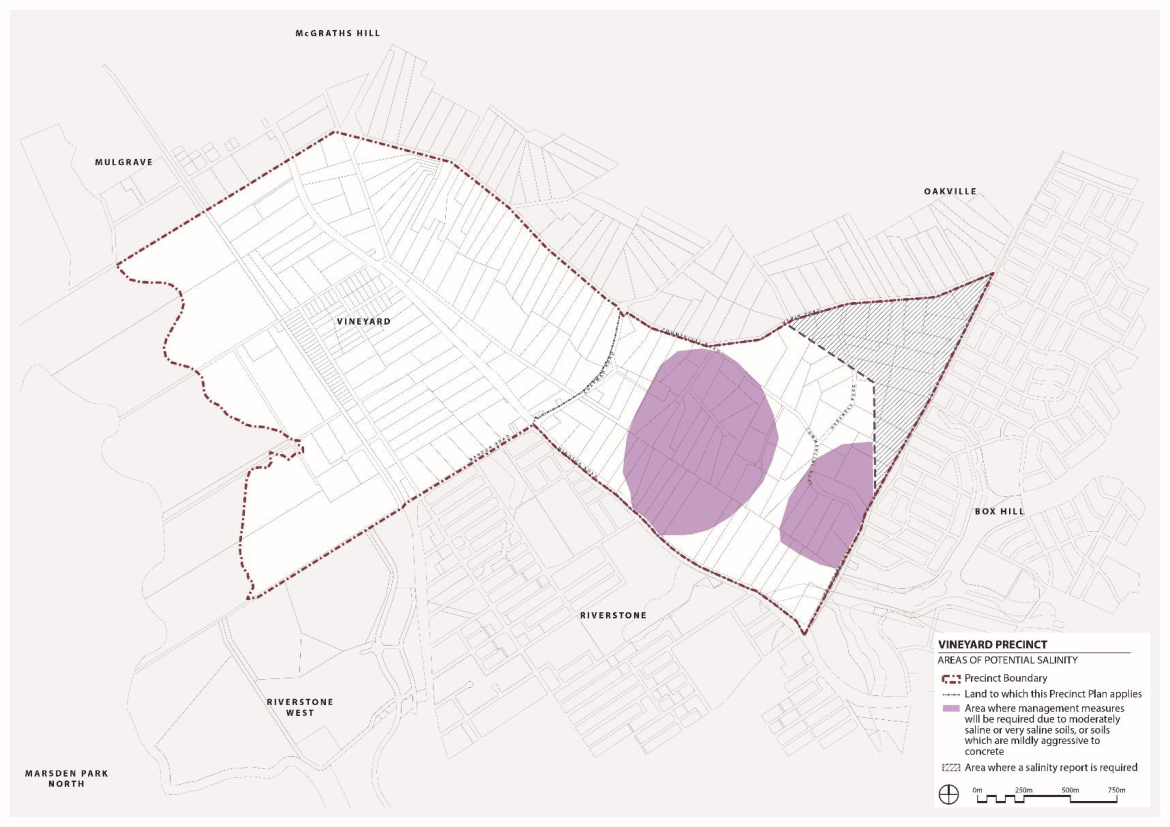 McGRATHS HILL
MULGRAVE
OAKVILLE
VINEYARD
BOX HILL
RIVERSTONE
RIVERSTONE
WEST
MARSDEN PARK
NORTH
VINEYARD PRECINCT
AREAS OF POTENTIAL SALINITY
Precinct Boundary
Land to which this Precinct Plan applies
Area where management measures
will be required due to moderately
saline or very saline soils, or soils
which are mildly aggressive to
concrete
Area where a salinity report is required
0m 250m 500m 750m